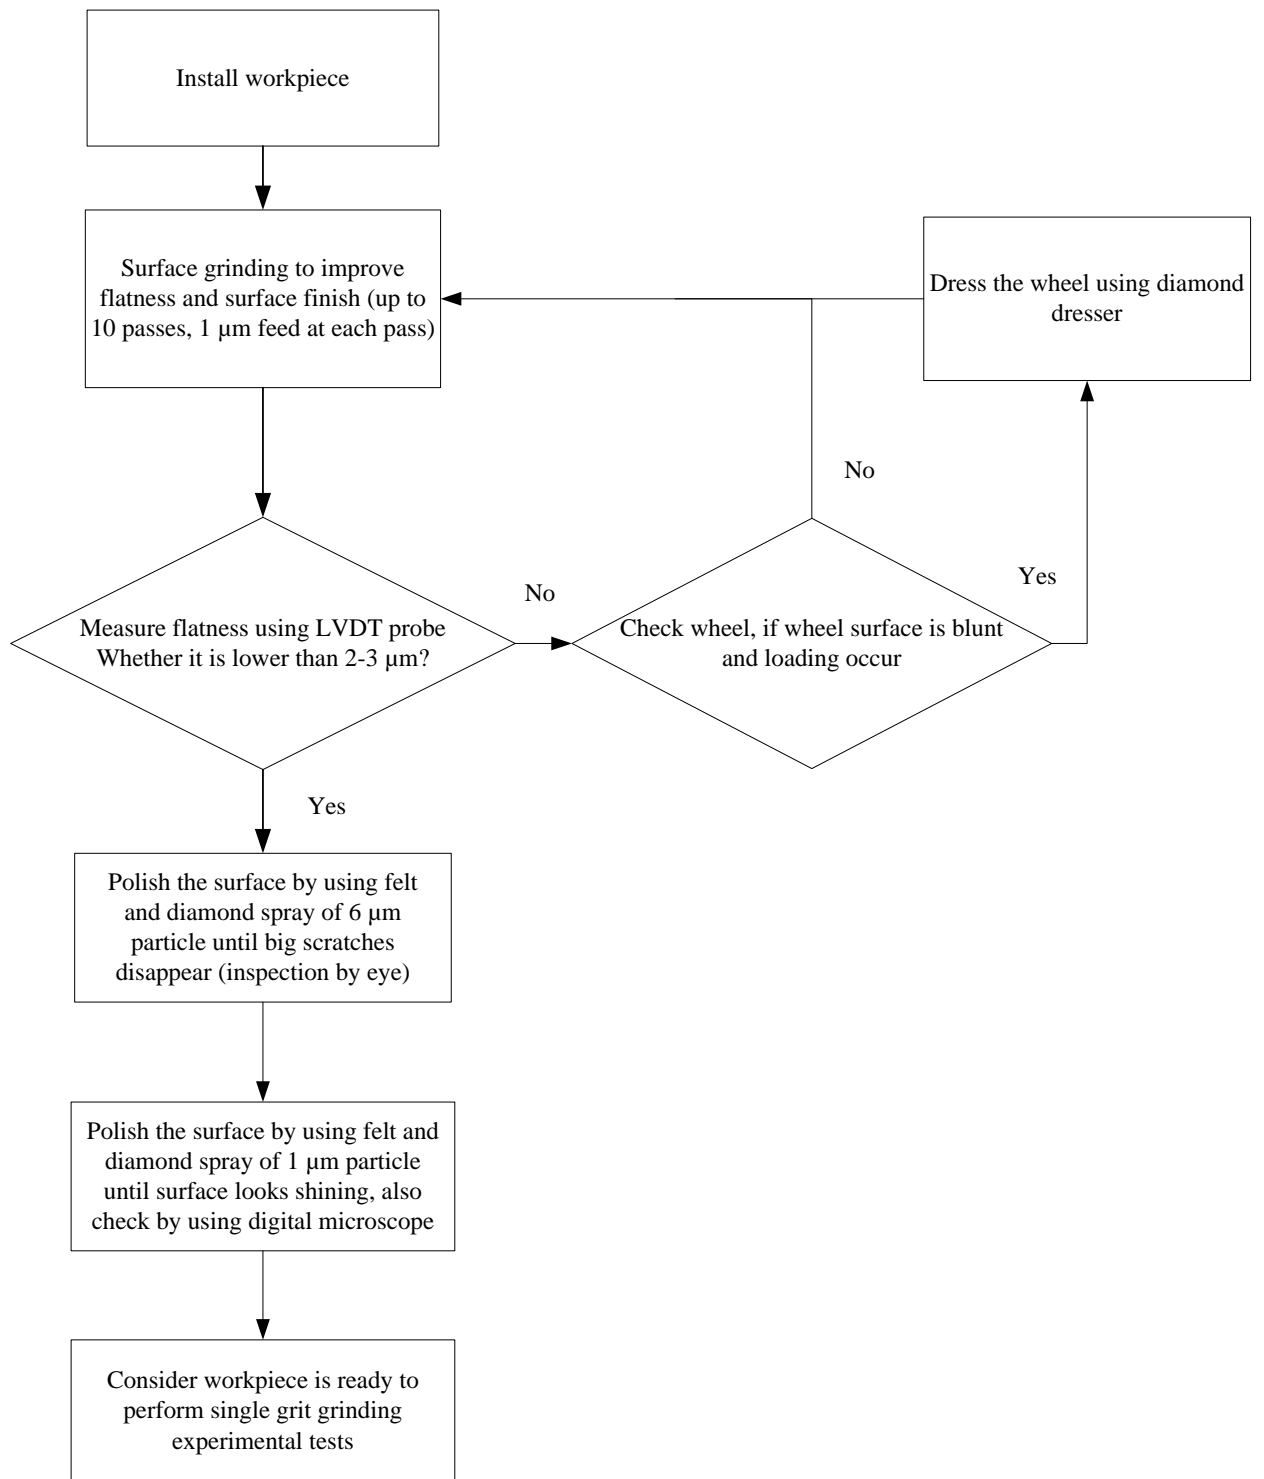 Install workpiece
Surface grinding to improve
flatness and surface finish (up to
10 passes, 1 µm feed at each pass)
Dress the wheel using diamond
dresser
No
Yes
No
Measure flatness using LVDT probe
Whether it is lower than 2-3 µm?
Check wheel, if wheel surface is blunt
and loading occur
Yes
Polish the surface by using felt
and diamond spray of 6 µm
particle until big scratches
disappear (inspection by eye)
Polish the surface by using felt and
diamond spray of 1 µm particle
until surface looks shining, also
check by using digital microscope
Consider workpiece is ready to
perform single grit grinding
experimental tests